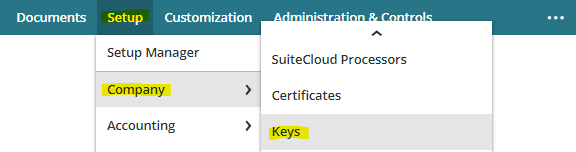 Documents Setup Customization Administration & Controls ...
Setup Manager
Company
Accounting
SuiteCloud Processors
Certificates
Keys